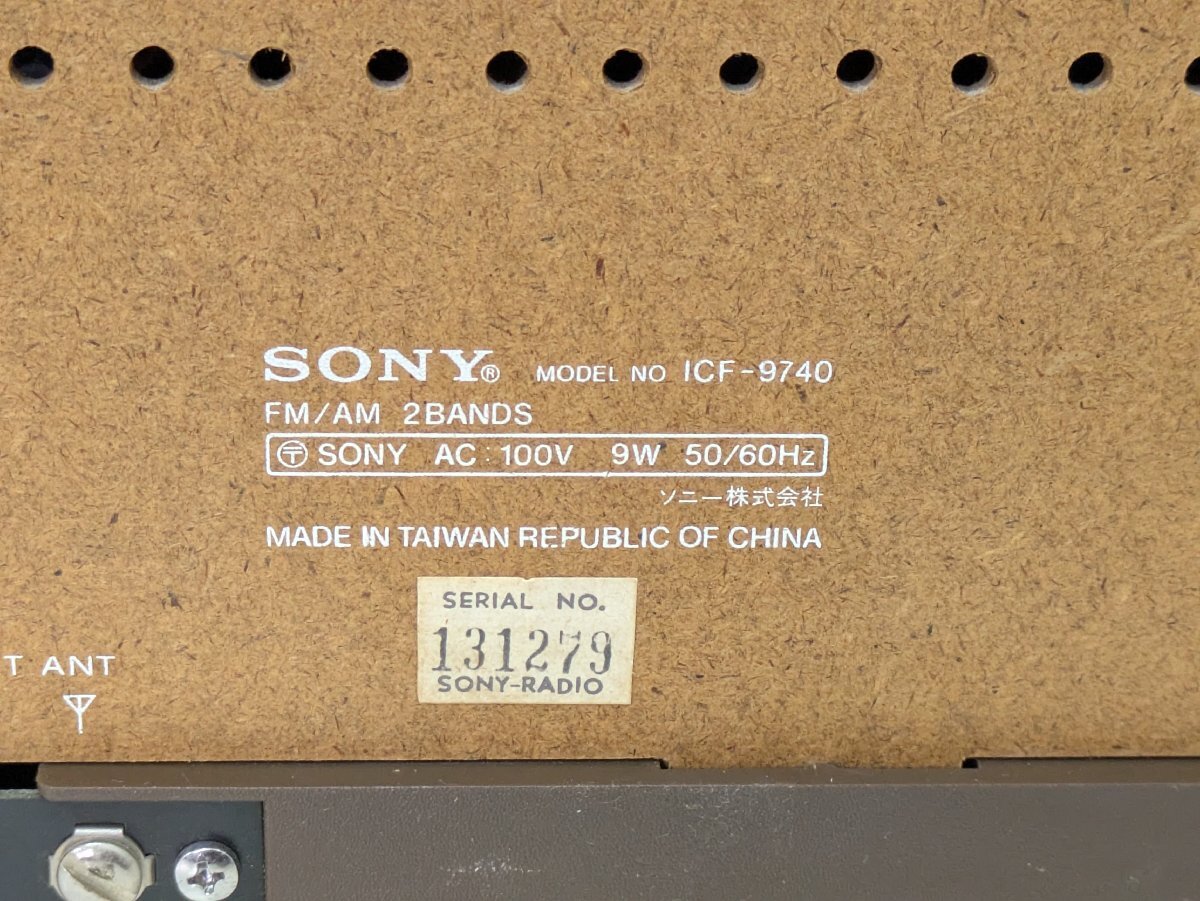 SONY® MODEL NO ICF-9740
FM/AM 2BANDS
〶 SONY AC: 100V 9W 50/60Hz
ソニー株式会社
MADE IN TAIWAN REPUBLIC OF CHINA
SERIAL NO.
131279
SONY-RADIO
T ANT